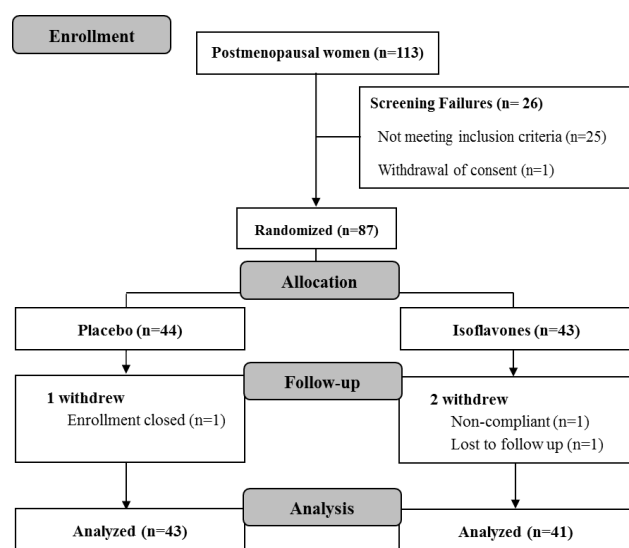 Enrollment
Postmenopausal women (n=113)
Screening Failures (n= 26)
Not meeting inclusion criteria (n=25)
Withdrawal of consent (n=1)
Randomized (n=87)
Allocation
Placebo (n=44)
Isoflavones (n=43)
Follow-up
1 withdrew
Enrollment closed (n=1)
2 withdrew
Non-compliant (n=1)
Lost to follow up (n=1)
Analysis
Analyzed (n=43)
Analyzed (n=41)